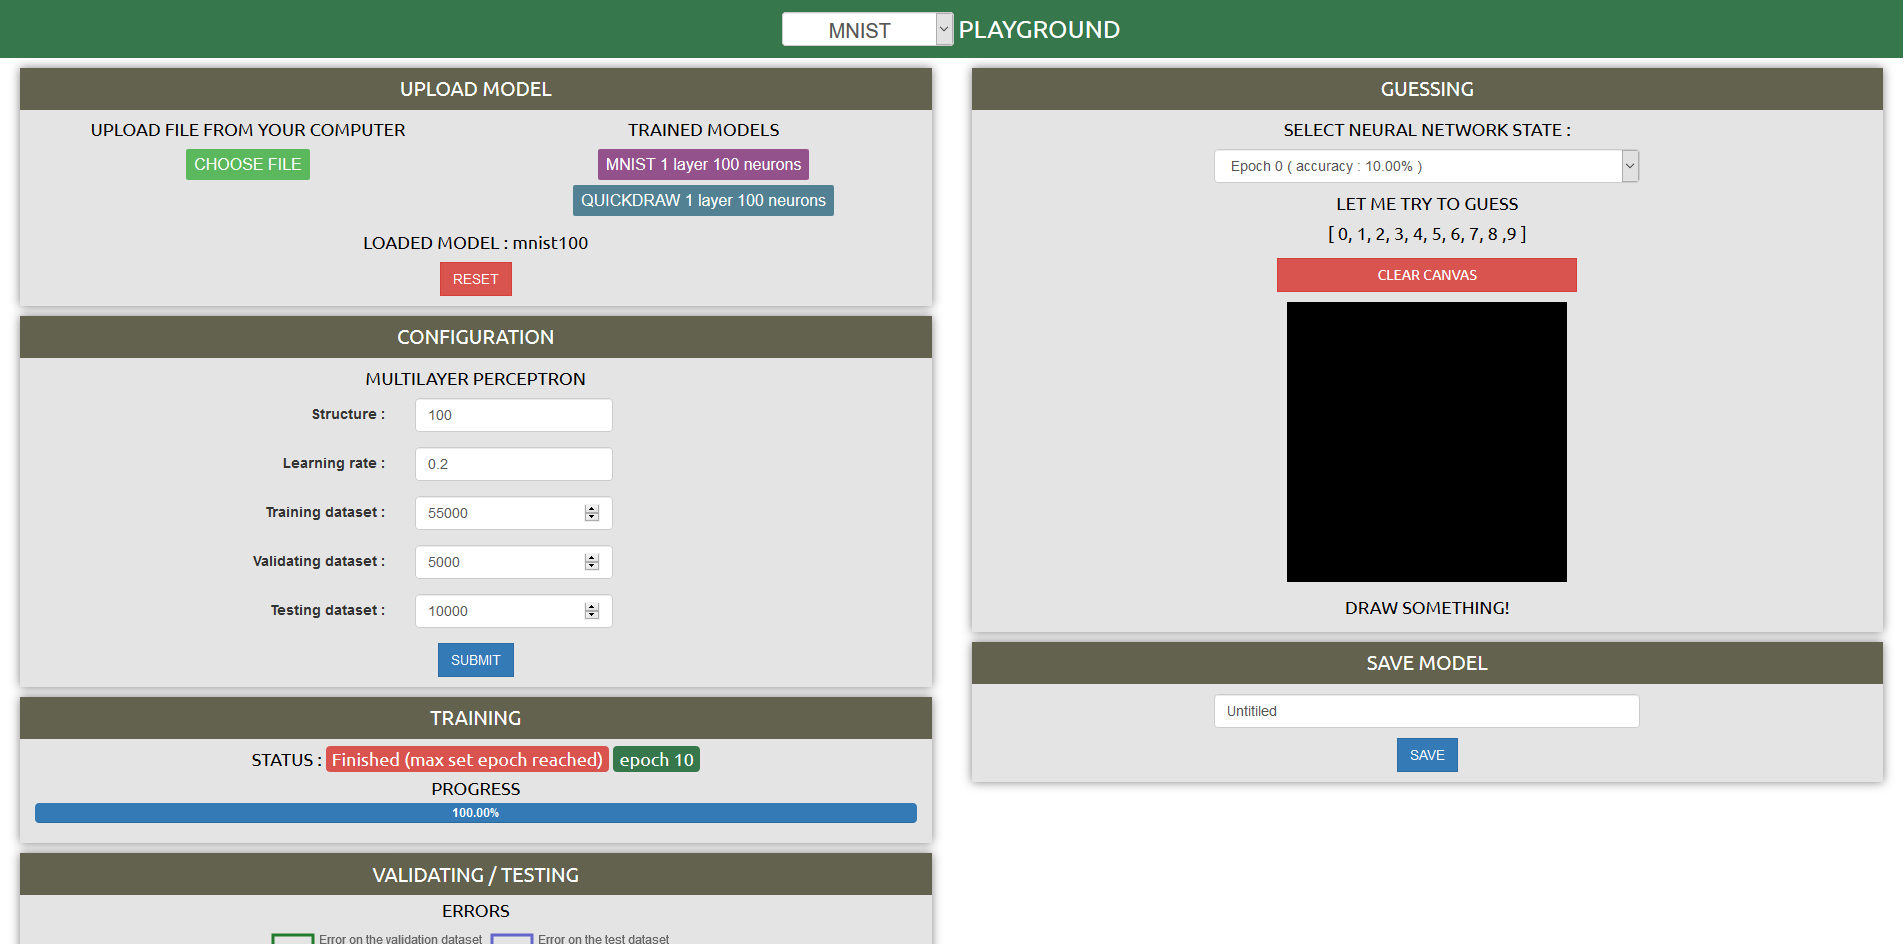 MNIST PLAYGROUND
UPLOAD MODEL
UPLOAD FILE FROM YOUR COMPUTER
CHOOSE FILE
TRAINED MODELS
MNIST 1 layer 100 neurons
QUICKDRAW 1 layer 100 neurons
LOADED MODEL : mnist100
RESET
CONFIGURATION
MULTILAYER PERCEPTRON
Structure : 100
Learning rate : 0.2
Training dataset : 55000
Validating dataset : 5000
Testing dataset : 10000
SUBMIT
TRAINING
STATUS : Finished (max set epoch reached) epoch 10
PROGRESS
100.00%
VALIDATING / TESTING
ERRORS
Error on the validation dataset Error on the test dataset
GUESSING
SELECT NEURAL NETWORK STATE :
Epoch 0 ( accuracy : 10.00% )
LET ME TRY TO GUESS
[ 0, 1, 2, 3, 4, 5, 6, 7, 8 ,9 ]
CLEAR CANVAS
DRAW SOMETHING!
SAVE MODEL
Untitiled
SAVE